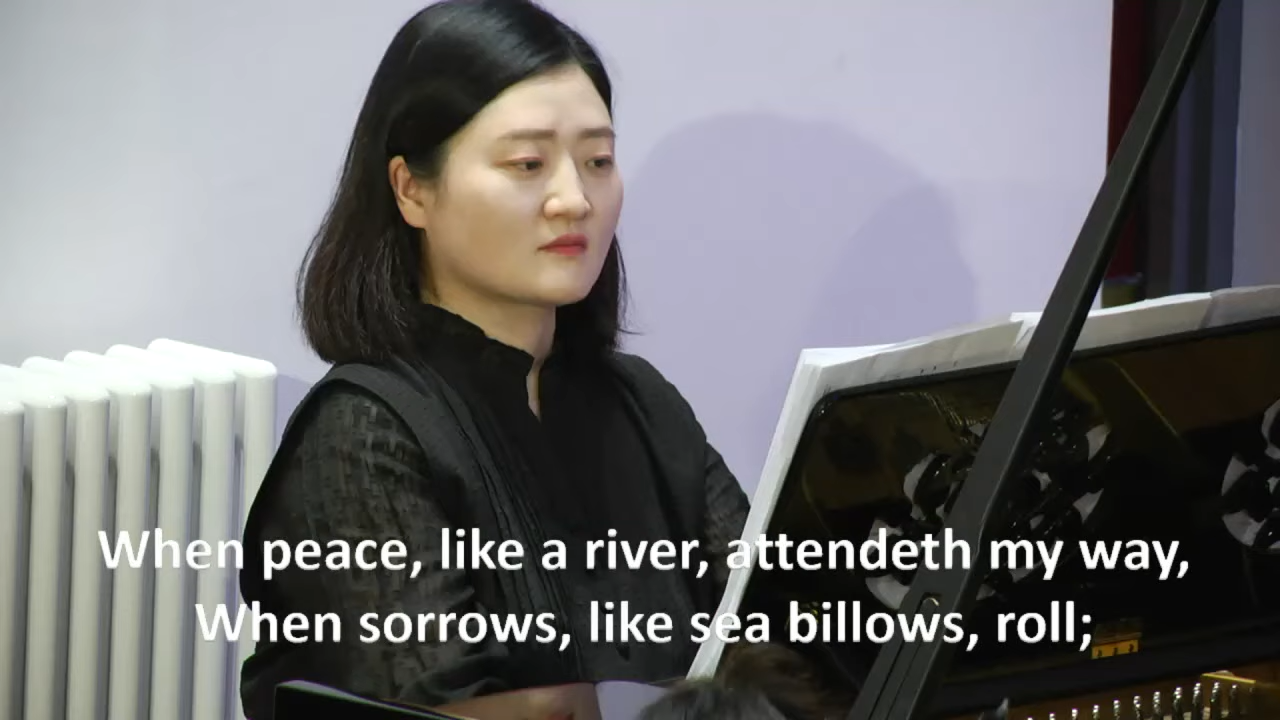 When peace, like a river, attendeth my way,
When sorrows, like sea billows, roll;